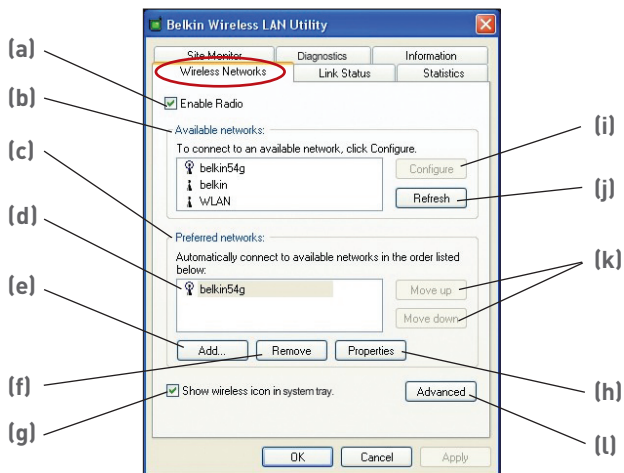 Belkin Wireless LAN Utility
Site Monitor Diagnostics Information
Wireless Networks Link Status Statistics
(a)
Enable Radio
(b)
Available networks:
To connect to an available network, click Configure.
(i)
(c)
belkin54g
Configure
belkin
WLAN
Refresh
(j)
(d)
Preferred networks:
Automatically connect to available networks in the order listed
below:
(k)
(e)
belkin54g
Move up
Move down
Add... Remove Properties
(f)
(h)
Show wireless icon in system tray.
Advanced
(g)
(l)
OK Cancel Apply